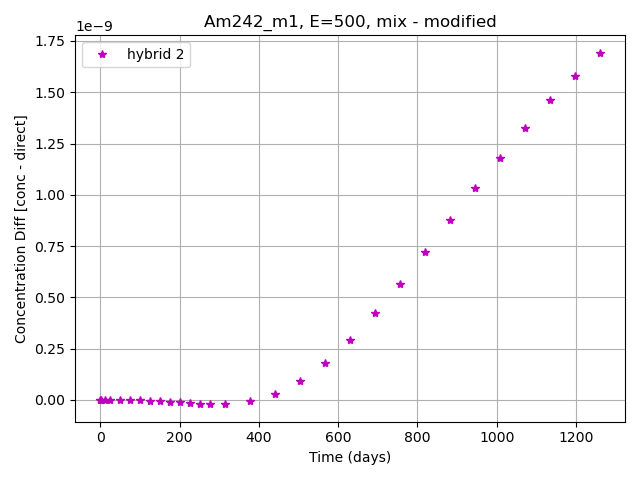 Am242_m1, E=500, mix - modified
1e−9
hybrid 2
1.75
1.50
1.25
1.00
0.75
0.50
0.25
0.00
Concentration Diff [conc - direct]
0 200 400 600 800 1000 1200
Time (days)